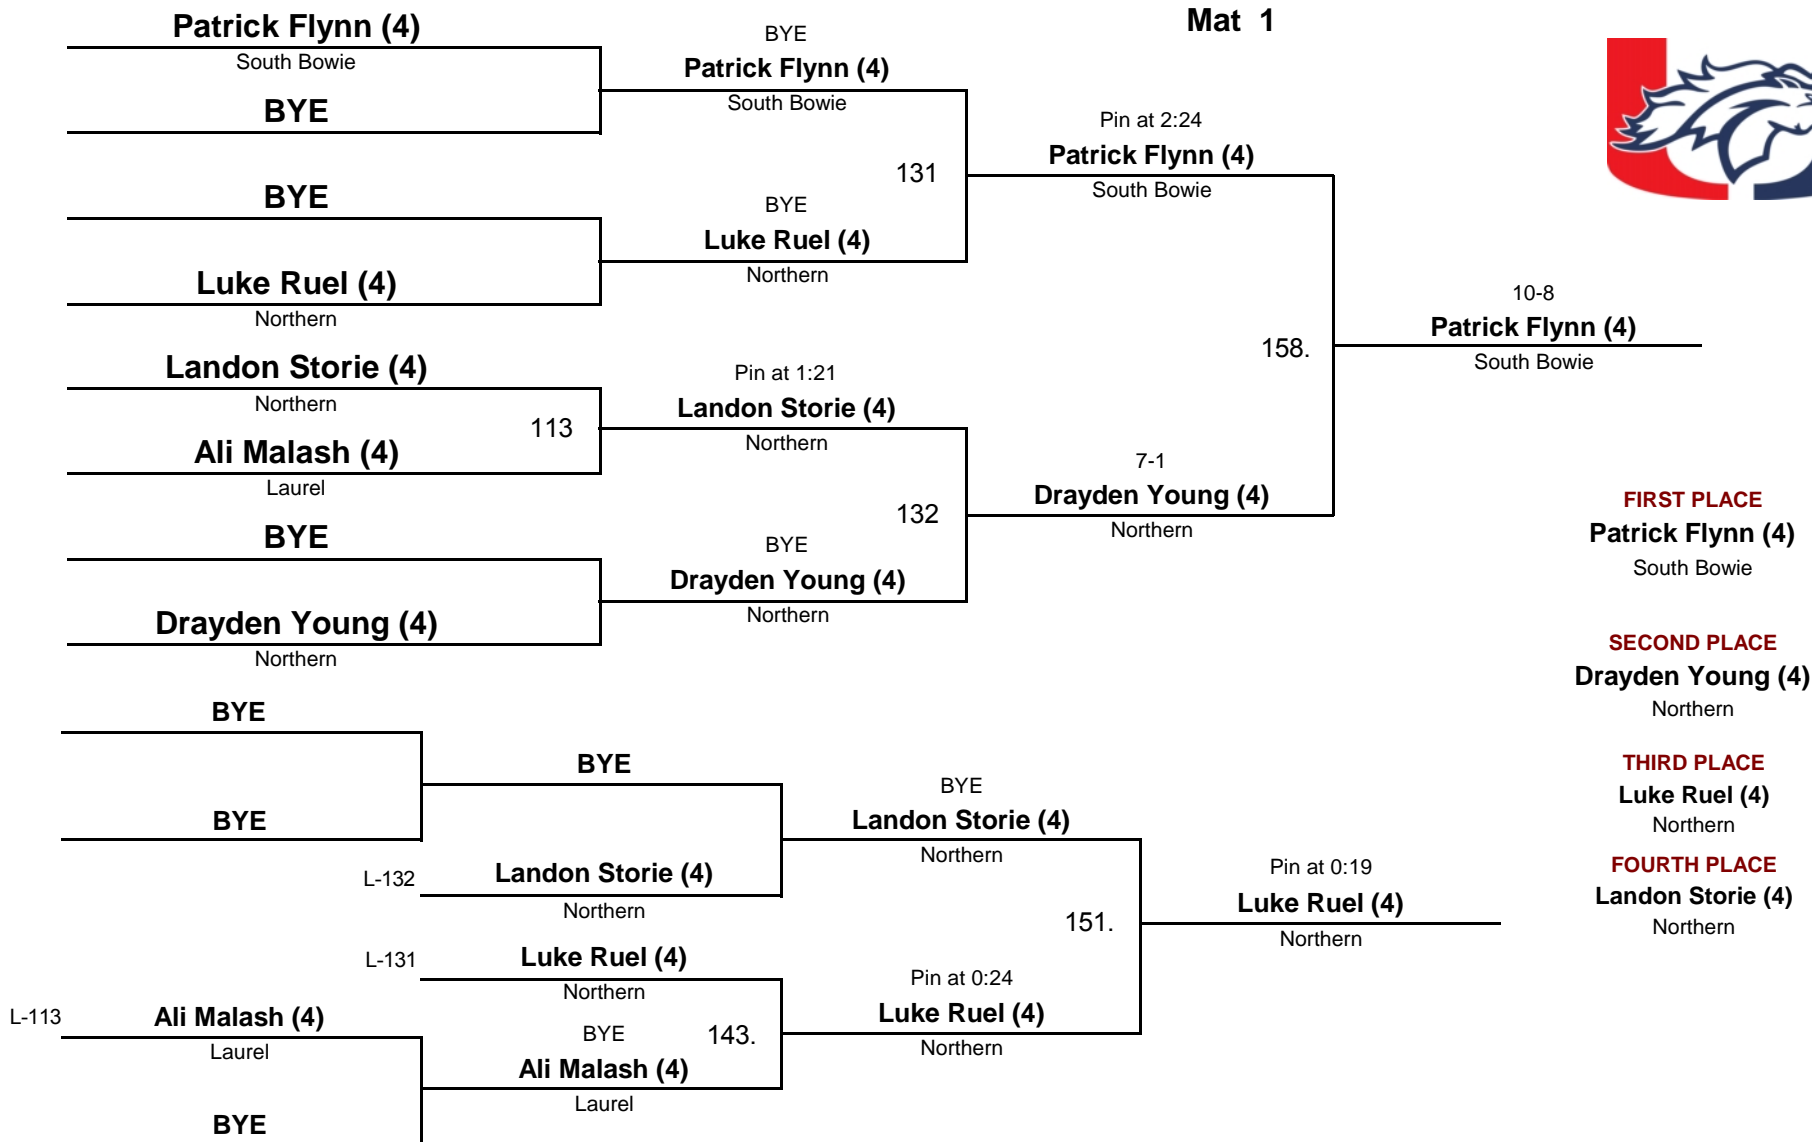 Mat 1
Patrick Flynn (4)
South Bowie
BYE
BYE
Luke Ruel (4)
Northern
Landon Storie (4)
Northern
113
Ali Malash (4)
Laurel
BYE
Drayden Young (4)
Northern
BYE
Patrick Flynn (4)
South Bowie
131
BYE
Luke Ruel (4)
Northern
Pin at 1:21
Landon Storie (4)
Northern
132
BYE
Drayden Young (4)
Northern
Pin at 2:24
Patrick Flynn (4)
South Bowie
158.
7-1
Drayden Young (4)
Northern
10-8
Patrick Flynn (4)
South Bowie
FIRST PLACE
Patrick Flynn (4)
South Bowie
SECOND PLACE
Drayden Young (4)
Northern
THIRD PLACE
Luke Ruel (4)
Northern
FOURTH PLACE
Landon Storie (4)
Northern
BYE
BYE
L-113
Ali Malash (4)
Laurel
BYE
BYE
L-132
Landon Storie (4)
Northern
L-131
Luke Ruel (4)
Northern
143.
BYE
Ali Malash (4)
Laurel
BYE
Landon Storie (4)
Northern
151.
Pin at 0:24
Luke Ruel (4)
Northern
Pin at 0:19
Luke Ruel (4)
Northern